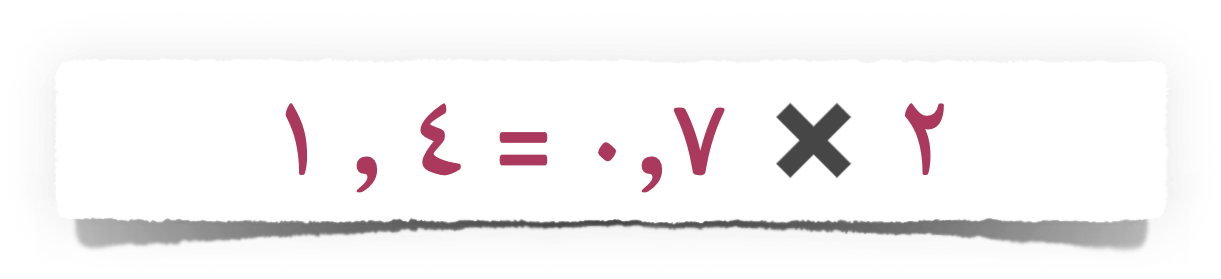 ١ , ٤ = ٠,٧ × ٢